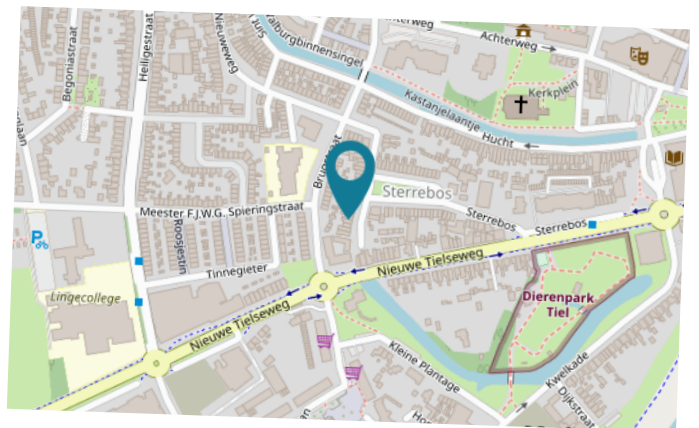 Achterweg
Nieuweweg
Heiligestraat
Begoniastraat
Kerkplein
Kastanjelaantje
Hucht
Sterrebos
Meester F.J.W.G. Spieringstraat
Sterrebos
Sterrebos
Roosjestin
Nieuwe Tielseweg
Tinnegieter
Lingecollege
Dierenpark
Tiel
Nieuwe Tielseweg
Kleine Plantage
Kwelkade
Dijkstraat